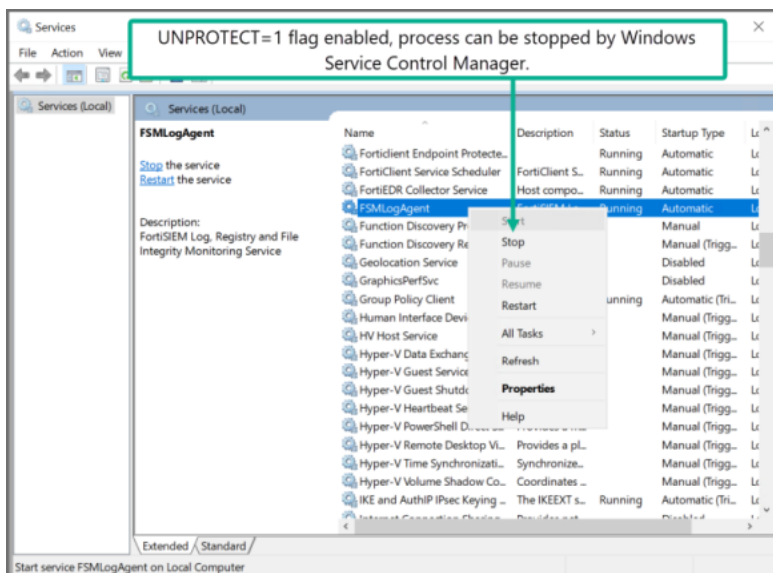 Services
UNPROTECT=1 flag enabled, process can be stopped by Windows
Service Control Manager.
File Action View
Services (Local)
Services (Local)
FSMLogAgent
Stop the service
Restart the service
Description:
FortiSIEM Log, Registry and File
Integrity Monitoring Service
Name Description Status Startup Type
Forticlient Endpoint Protecte... Running Automatic
FortiClient Service Scheduler FortiClient S... Running Automatic
FortiEDR Collector Service Host compo... Running Automatic
FSMLogAgent Running Automatic
Function Discovery Manual
Function Discovery Manual (Trigg...
Geolocation Service Disabled
GraphicsPerfSvc Disabled
Group Policy Client Automatic (Tri...
Human Interface Manual (Trigg...
HV Host Service Manual (Trigg...
Hyper-V Data Manual (Trigg...
Hyper-V Guest Service Manual (Trigg...
Hyper-V Guest Manual (Trigg...
Hyper-V Heartbeat Manual (Trigg...
Hyper-V PowerShell Manual (Trigg...
Hyper-V Remote Desktop Vi... Provides a pl... Manual (Trigg...
Hyper-V Time Synchronizati... Synchronize... Manual (Trigg...
Hyper-V Volume Shadow Co... Coordinates ... Manual (Trigg...
IKE and AuthIP IPsec Keying ... The IKEEXT s... Running Automatic (Tri...
Start
Stop
Pause
Resume
Restart
All Tasks
Refresh
Properties
Help
Extended Standard
Start service FSMLogAgent on Local Computer